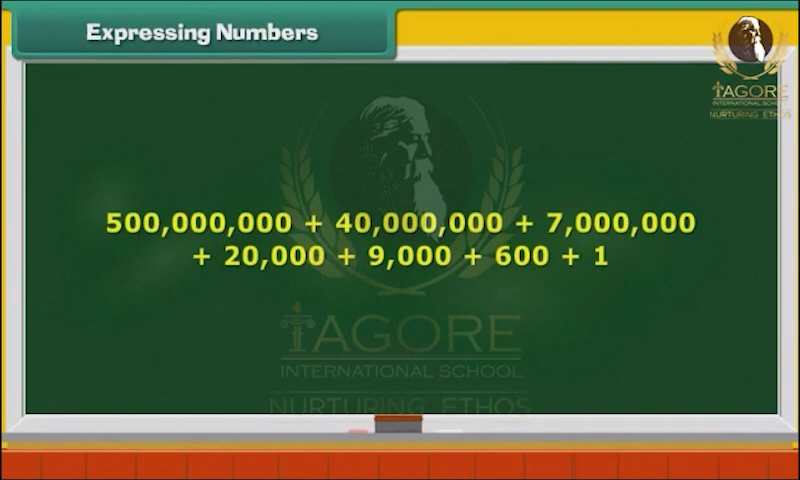 Expressing Numbers
TAGORE
INTERNATIONAL SCHOOL
NURTURING ETHOS
500,000,000 + 40,000,000 + 7,000,000
+ 20,000 + 9,000 + 600 + 1
TAGORE
INTERNATIONAL SCHOOL
NURTURING ETHOS